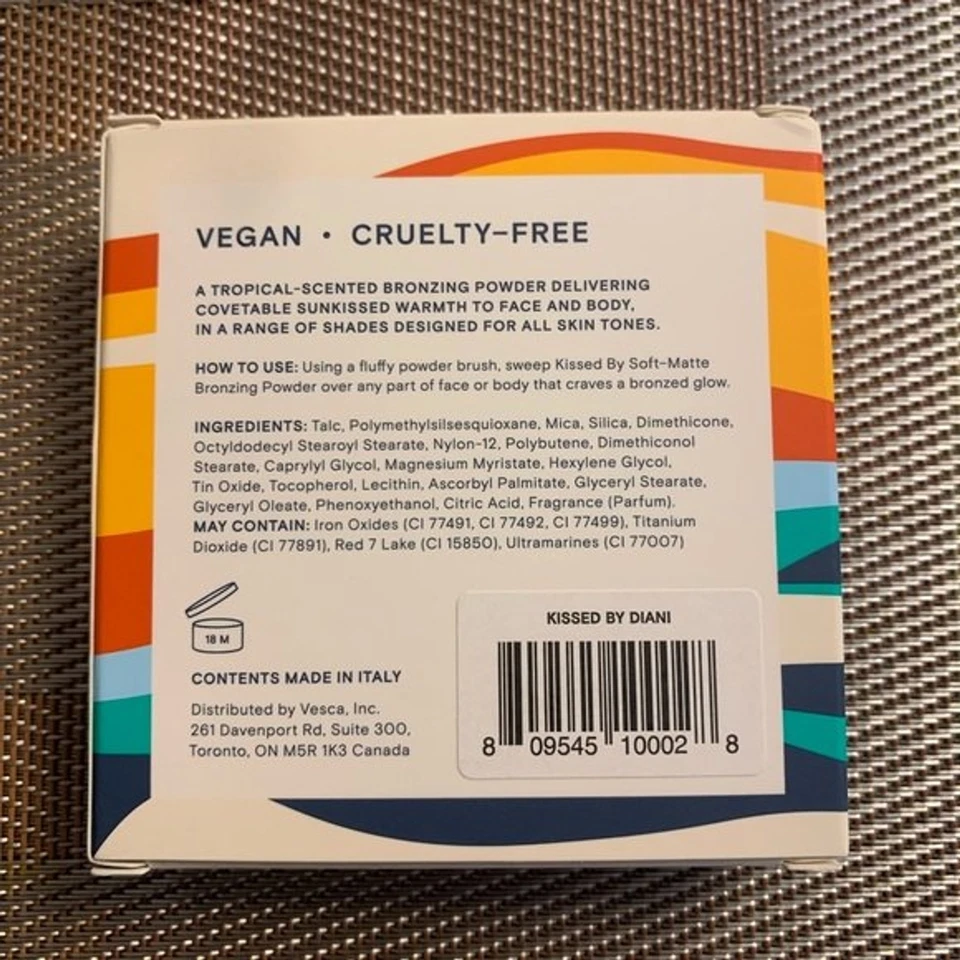 VEGAN • CRUELTY-FREE
A TROPICAL-SCENTED BRONZING POWDER DELIVERING
COVETABLE SUNKISSED WARMTH TO FACE AND BODY,
IN A RANGE OF SHADES DESIGNED FOR ALL SKIN TONES.
HOW TO USE: Using a fluffy powder brush, sweep Kissed By Soft-Matte
Bronzing Powder over any part of face or body that craves a bronzed glow.
INGREDIENTS: Talc, Polymethylsilsesquioxane, Mica, Silica, Dimethicone,
Octyldodecyl Stearoyl Stearate, Nylon-12, Polybutene, Dimethiconol
Stearate, Caprylyl Glycol, Magnesium Myristate, Hexylene Glycol,
Tin Oxide, Tocopherol, Lecithin, Ascorbyl Palmitate, Glyceryl Stearate,
Glyceryl Oleate, Phenoxyethanol, Citric Acid, Fragrance (Parfum).
MAY CONTAIN: Iron Oxides (CI 77491, CI 77492, CI 77499), Titanium
Dioxide (CI 77891), Red 7 Lake (CI 15850), Ultramarines (CI 77007)
18 M
CONTENTS MADE IN ITALY
Distributed by Vesca, Inc.
261 Davenport Rd, Suite 300,
Toronto, ON M5R 1K3 Canada
KISSED BY DIANI
8 09545 10002 8